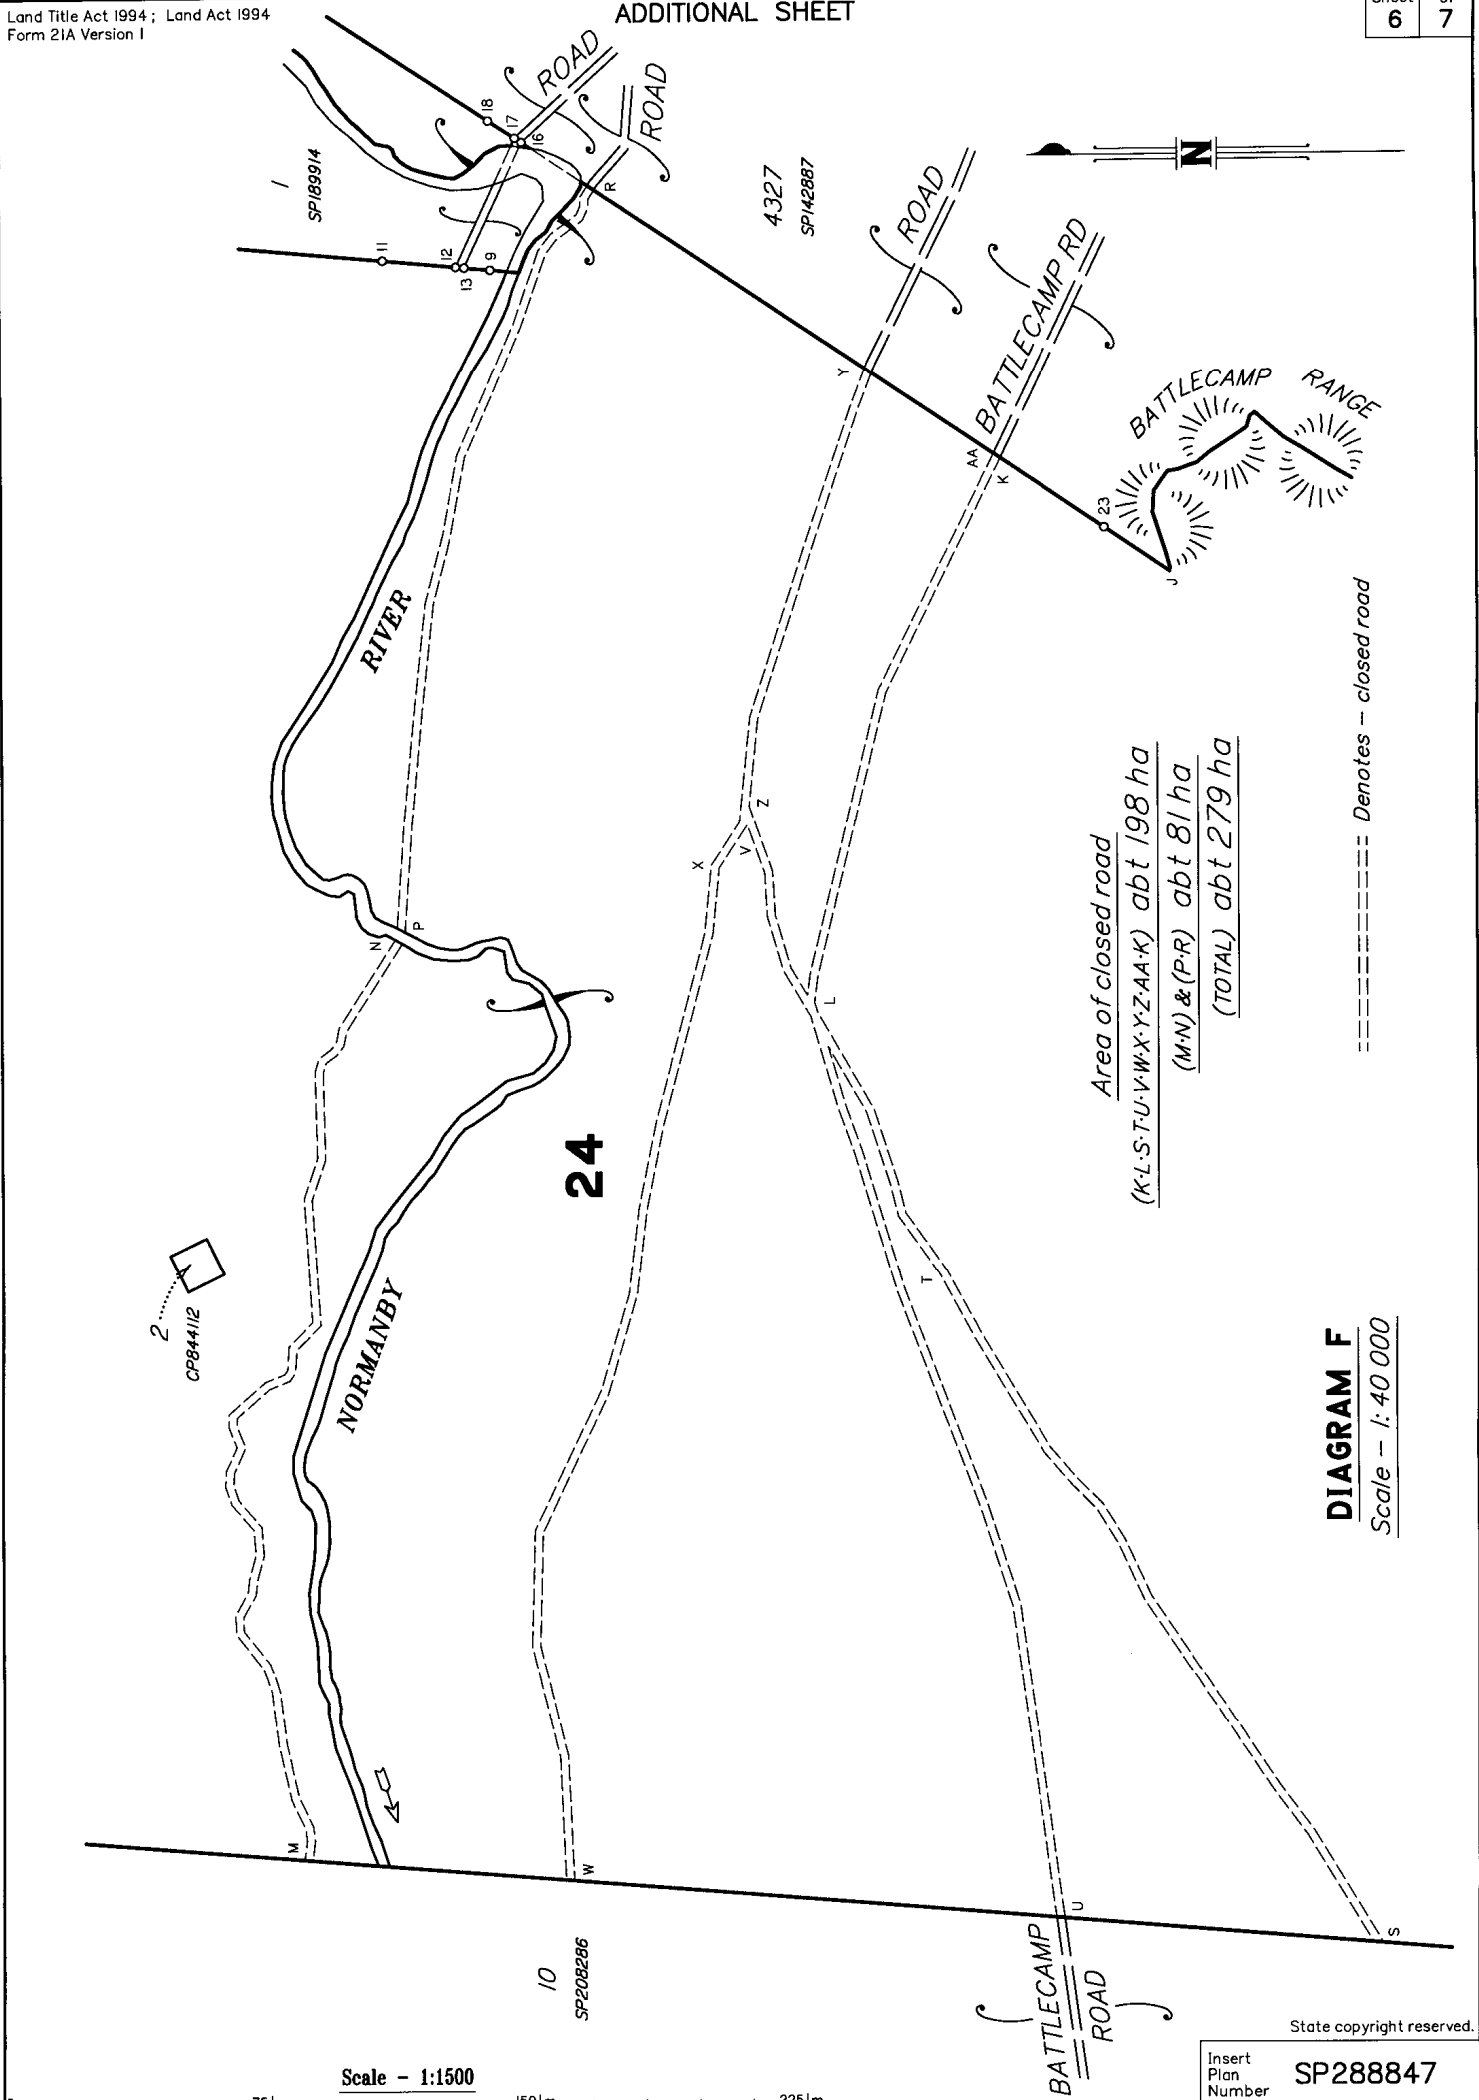 Land Title Act 1994 ; Land Act 1994
Form 21A Version 1
ADDITIONAL SHEET
6
7
ROAD
ROAD
18
17
16
1
SP189914
11
12
13
9
R
4327
SP142887
N
ROAD
BATTLECAMP RD
Y
AA
K
23
J
BATTLECAMP RANGE
RIVER
N
P
X
V
Z
L
24
2
CP844112
NORMANBY
T
Area of closed road
(K-L-S-T-U-V-W-X-Y-Z-AA-K) abt 198 ha
(M-N) & (P-R) abt 81 ha
(TOTAL) abt 279 ha
Denotes - closed road
DIAGRAM F
Scale - 1: 40 000
M
W
U
S
10
SP208286
BATTLECAMP
ROAD
State copyright reserved.
Scale - 1:1500
Insert
Plan
Number
SP288847